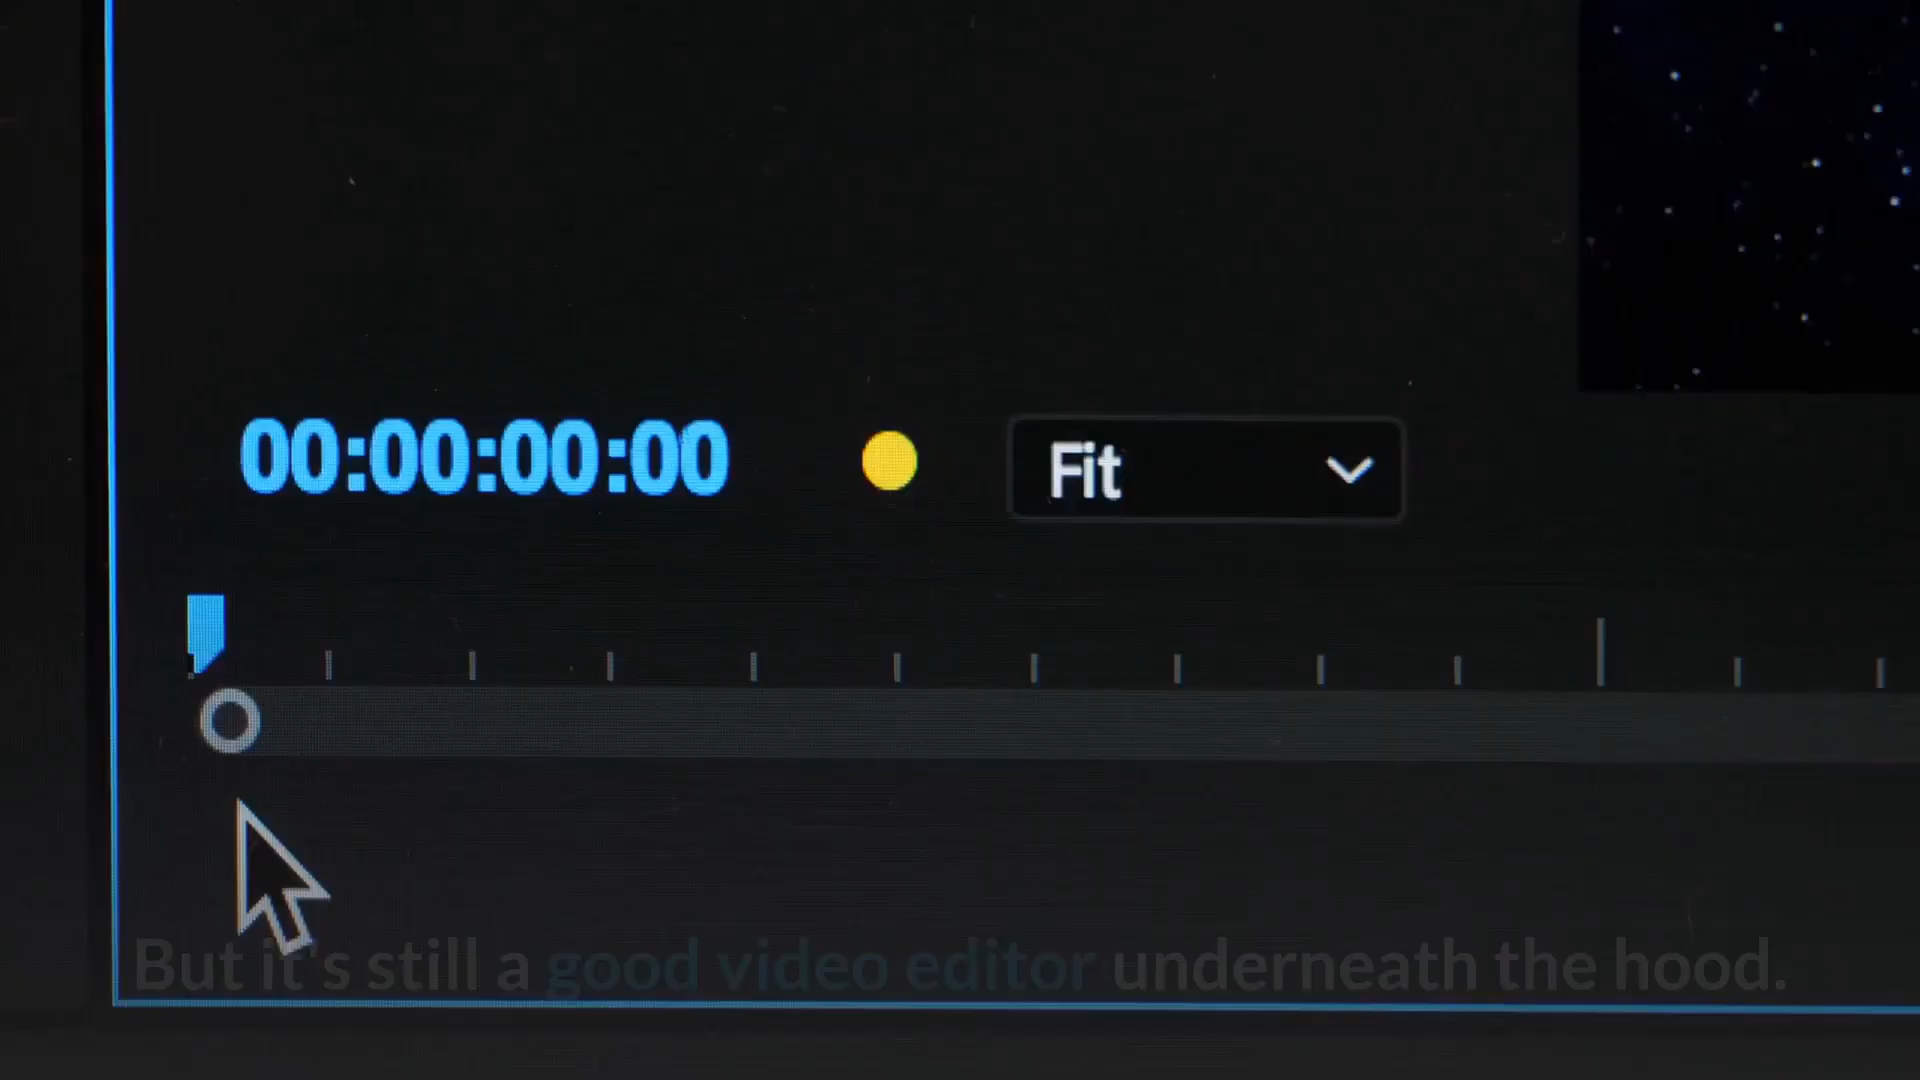 00:00:00:00
Fit
But it's still a good video editor underneath the hood.